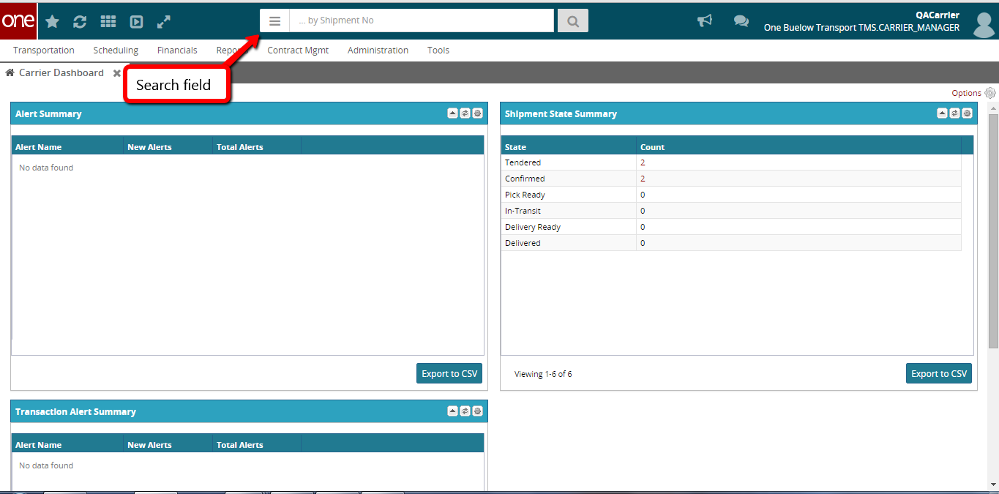 one
... by Shipment No
QACarrier
One Buelow Transport TMS.CARRIER_MANAGER
Transportation Scheduling Financials Reports Contract Mgmt Administration Tools
Carrier Dashboard
Search field
Options
Alert Summary
Alert Name New Alerts Total Alerts
No data found
Export to CSV
Shipment State Summary
State Count
Tendered 2
Confirmed 2
Pick Ready 0
In-Transit 0
Delivery Ready 0
Delivered 0
Viewing 1-6 of 6
Export to CSV
Transaction Alert Summary
Alert Name New Alerts Total Alerts
No data found